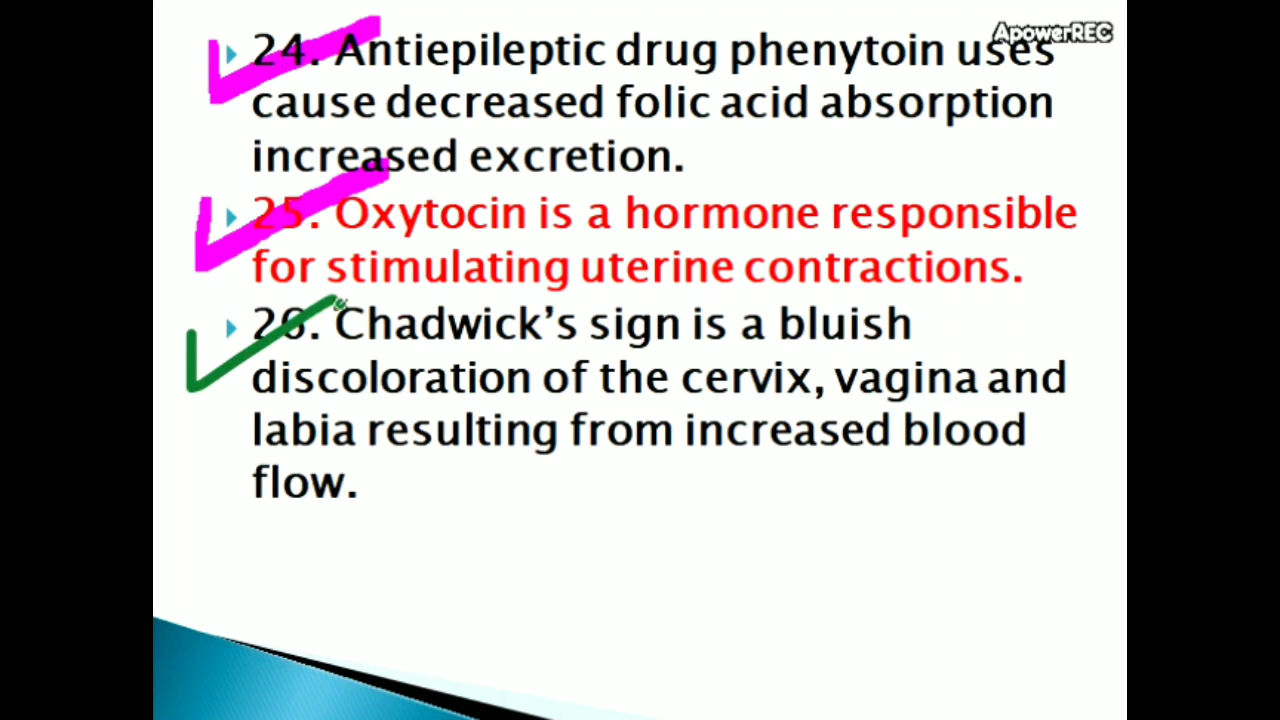 ApowerREC
24. Antiepileptic drug phenytoin uses
cause decreased folic acid absorption
increased excretion.
25. Oxytocin is a hormone responsible
for stimulating uterine contractions.
26. Chadwick’s sign is a bluish
discoloration of the cervix, vagina and
labia resulting from increased blood
flow.